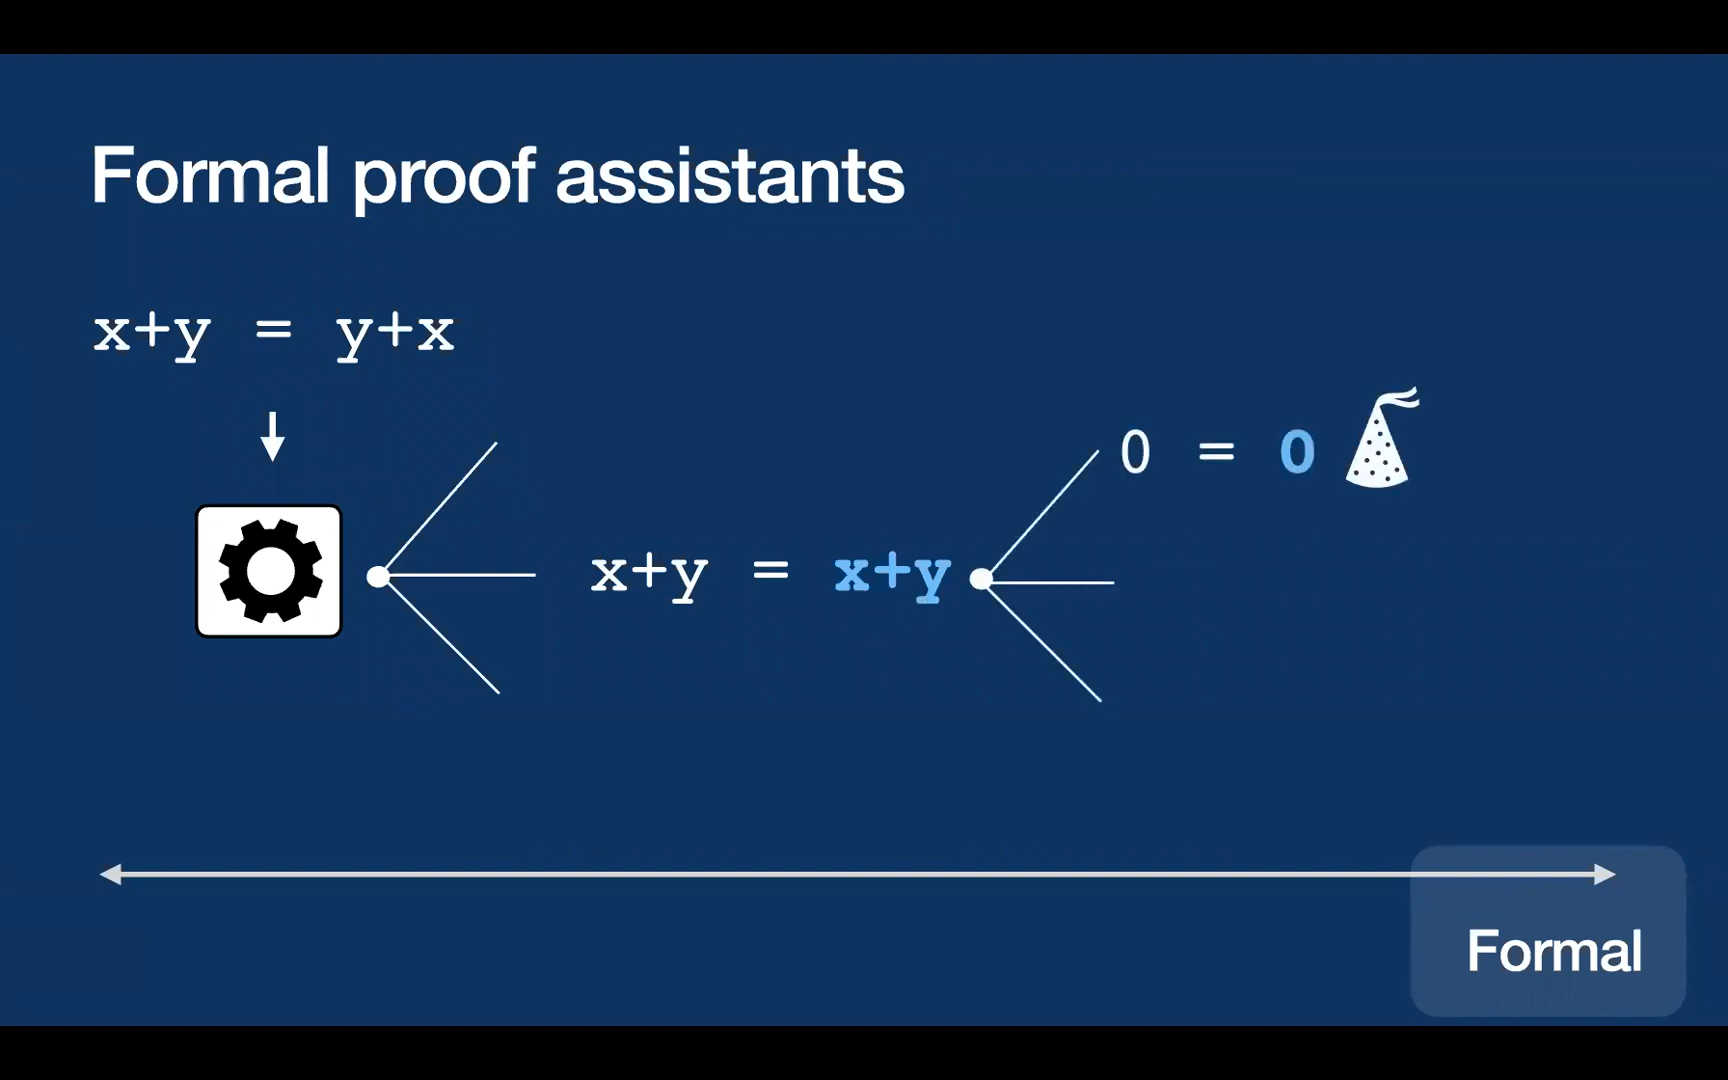 Formal proof assistants
x+y = y+x
0 = 0
x+y = x+y
Formal